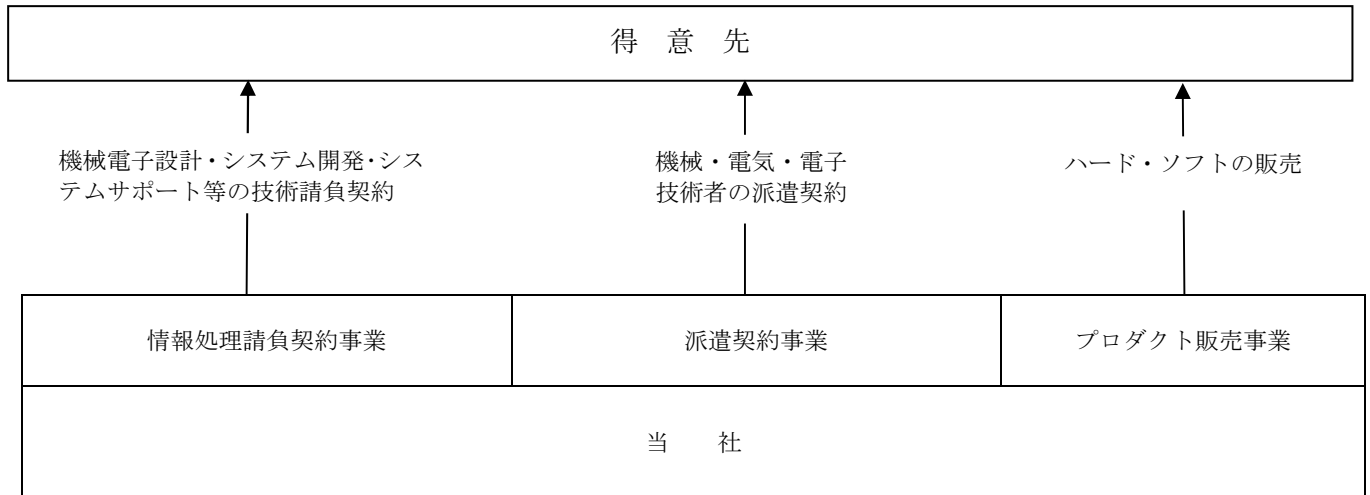 得 意 先
機械電子設計・システム開発・シス
テムサポート等の技術請負契約
機械・電気・電子
技術者の派遣契約
ハード・ソフトの販売
情報処理請負契約事業
派遣契約事業
プロダクト販売事業
当 社